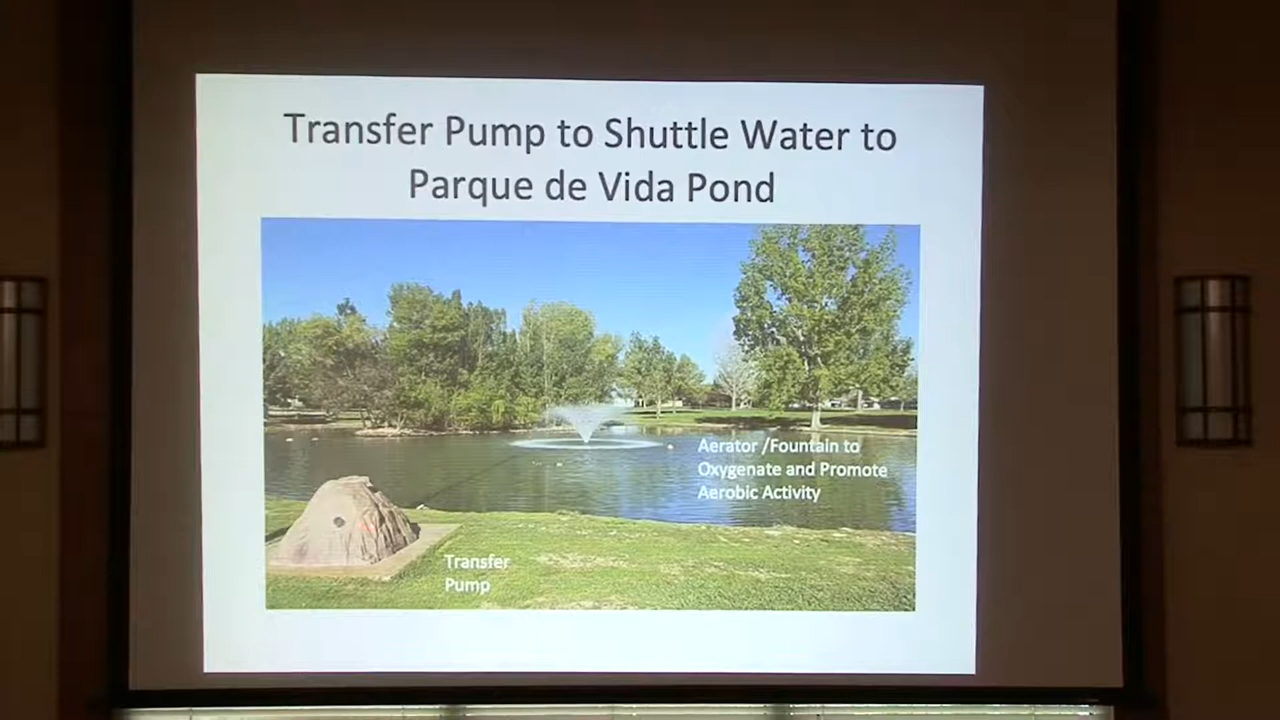 Transfer Pump to Shuttle Water to
Parque de Vida Pond
Aerator /Fountain to
Oxygenate and Promote
Aerobic Activity
Transfer
Pump